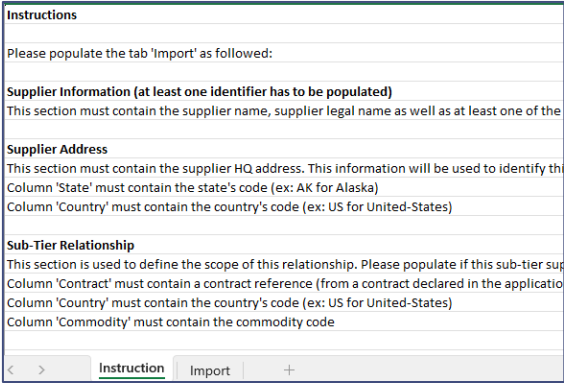 Instructions
Please populate the tab 'Import' as followed:
Supplier Information (at least one identifier has to be populated)
This section must contain the supplier name, supplier legal name as well as at least one of the
Supplier Address
This section must contain the supplier HQ address. This information will be used to identify thi
Column 'State' must contain the state's code (ex: AK for Alaska)
Column 'Country' must contain the country's code (ex: US for United-States)
Sub-Tier Relationship
This section is used to define the scope of this relationship. Please populate if this sub-tier sup
Column 'Contract' must contain a contract reference (from a contract declared in the applicatio
Column 'Country' must contain the country's code (ex: US for United-States)
Column 'Commodity' must contain the commodity code
Instruction Import